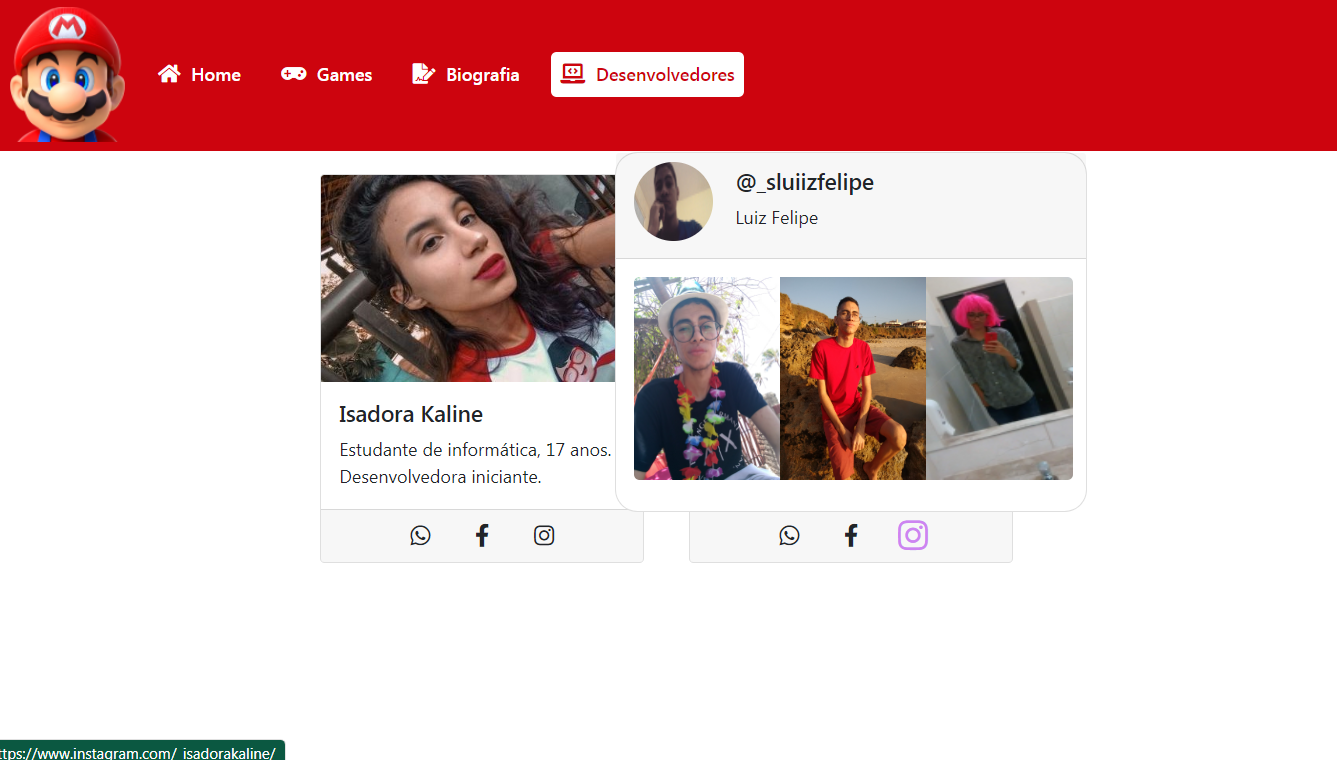 Home
Games
Biografia
Desenvolvedores
@_sluiizfelipe
Luiz Felipe
Isadora Kaline
Estudante de informática, 17 anos.
Desenvolvedora iniciante.
ttps://www.instagram.com/_isadorakaline/